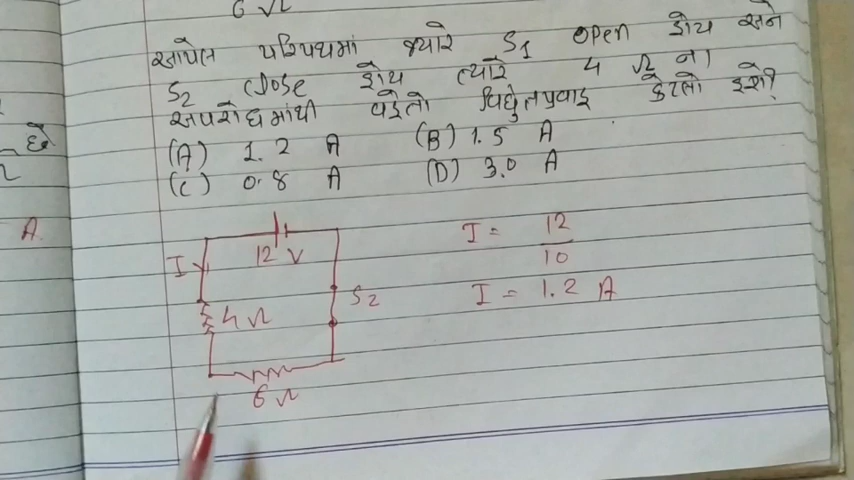 6 Ω
આપેલ પરિપથમાં જ્યારે S1 open હોય અને
S2 close હોય ત્યારે 4 Ω ના
અવરોધમાંથી વહેતો વિદ્યુતપ્રવાહ કેટલો હશે?
(A) 1.2 A (B) 1.5 A
(C) 0.8 A (D) 3.0 A
A.
12 V
I
4 Ω
S2
6 Ω
I = 12
10
I = 1.2 A